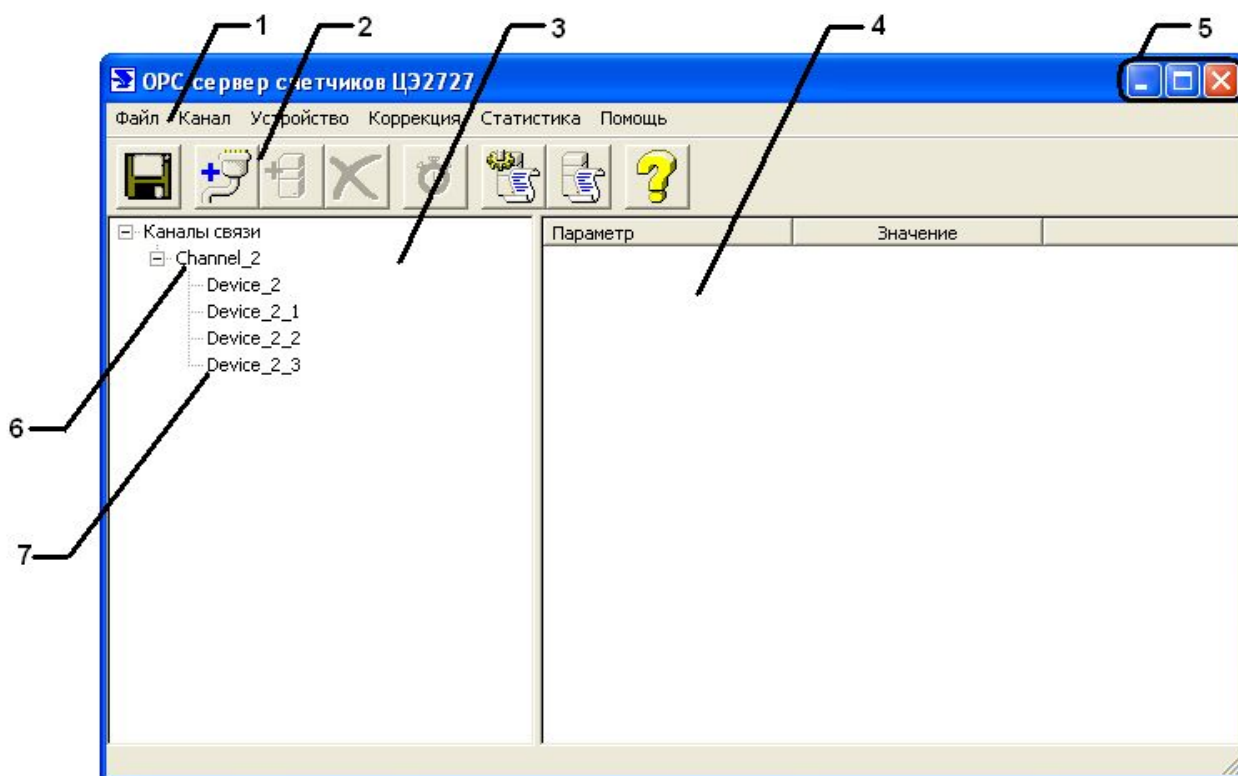 1 2 3 4 5
OPC сервер счетчиков ЦЭ2727
Файл Канал Устройство Коррекция Статистика Помощь
Каналы связи
Channel_2
Device_2
Device_2_1
Device_2_2
Device_2_3
Параметр Значение
6
7